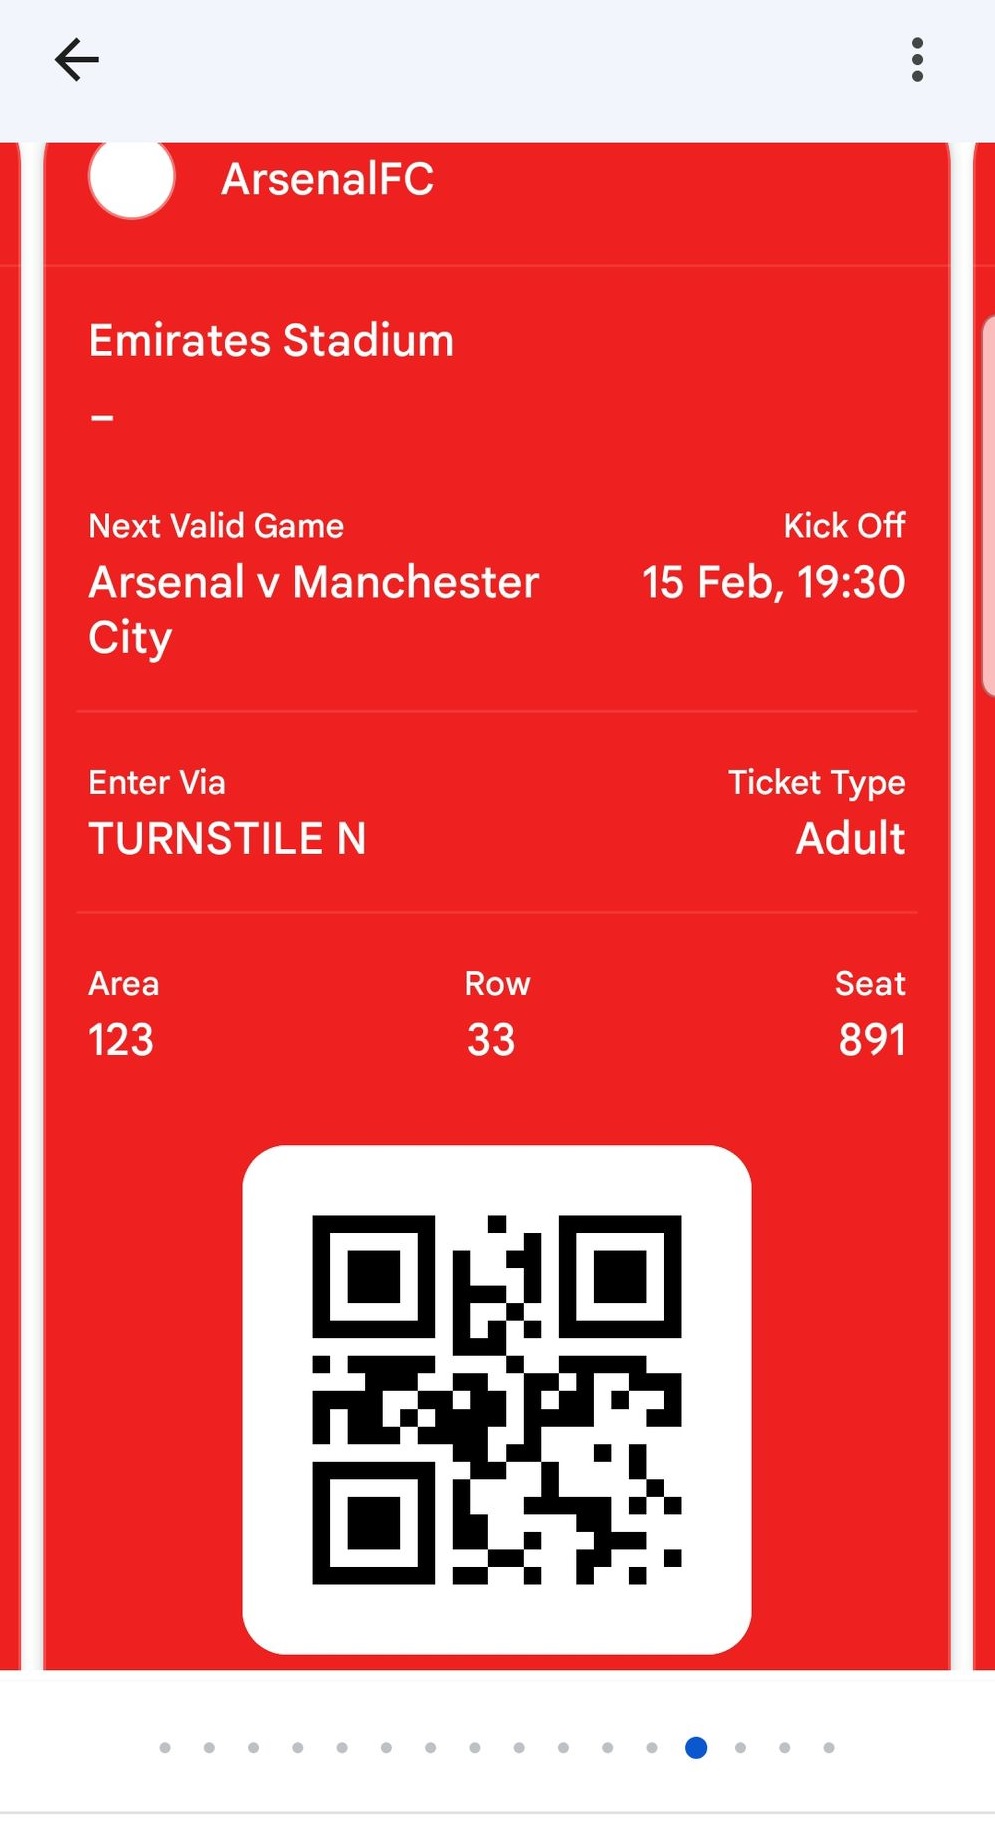 ArsenalFC
Emirates Stadium
–
Next Valid Game
Kick Off
Arsenal v Manchester
City
15 Feb, 19:30
Enter Via
Ticket Type
TURNSTILE N
Adult
Area
Row
Seat
123
33
891